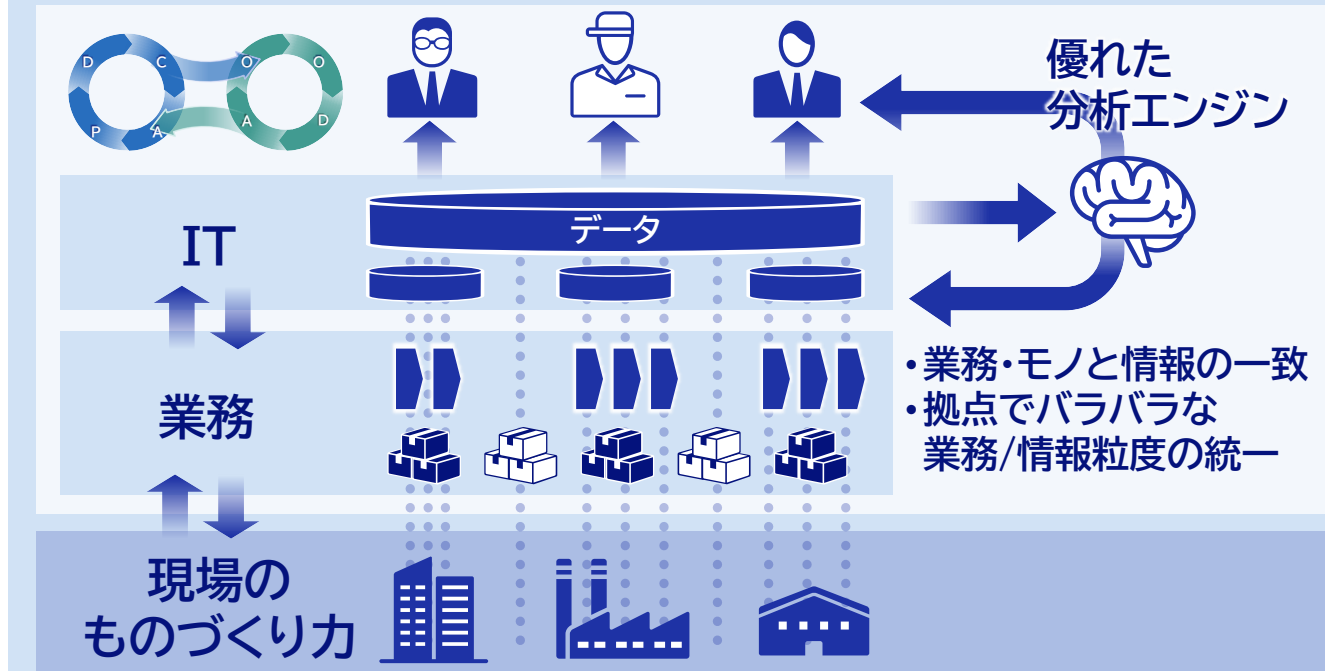 D C O O
P A A D
優れた
分析エンジン
データ
IT
業務
・業務・モノと情報の一致
・拠点でバラバラな
業務/情報粒度の統一
現場の
ものづくり力